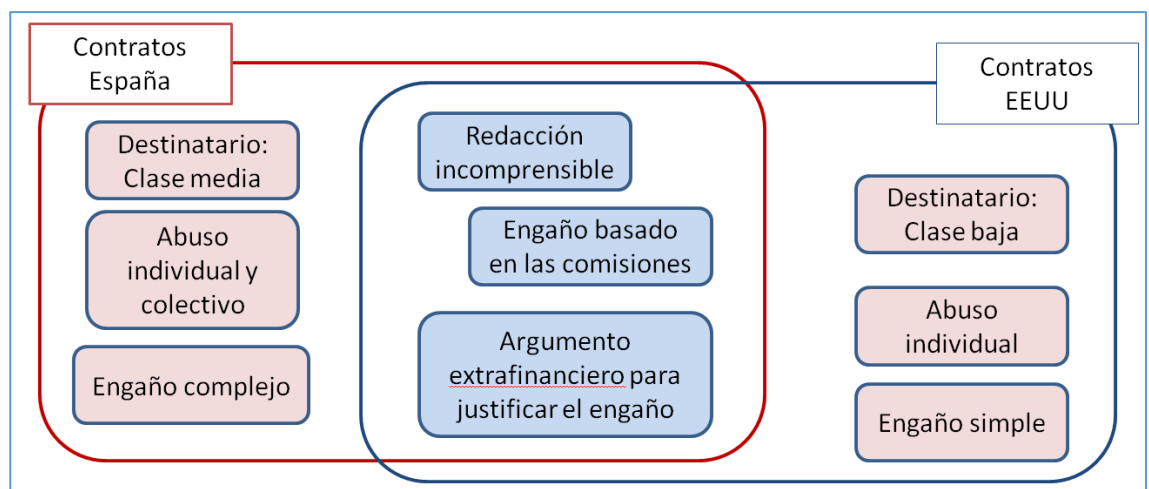 Contratos
España
Destinatario:
Clase media
Abuso
individual y
colectivo
Engaño complejo
Redacción
incomprensible
Engaño basado
en las comisiones
Argumento
extrafinanciero para
justificar el engaño
Contratos
EEUU
Destinatario:
Clase baja
Abuso
individual
Engaño simple